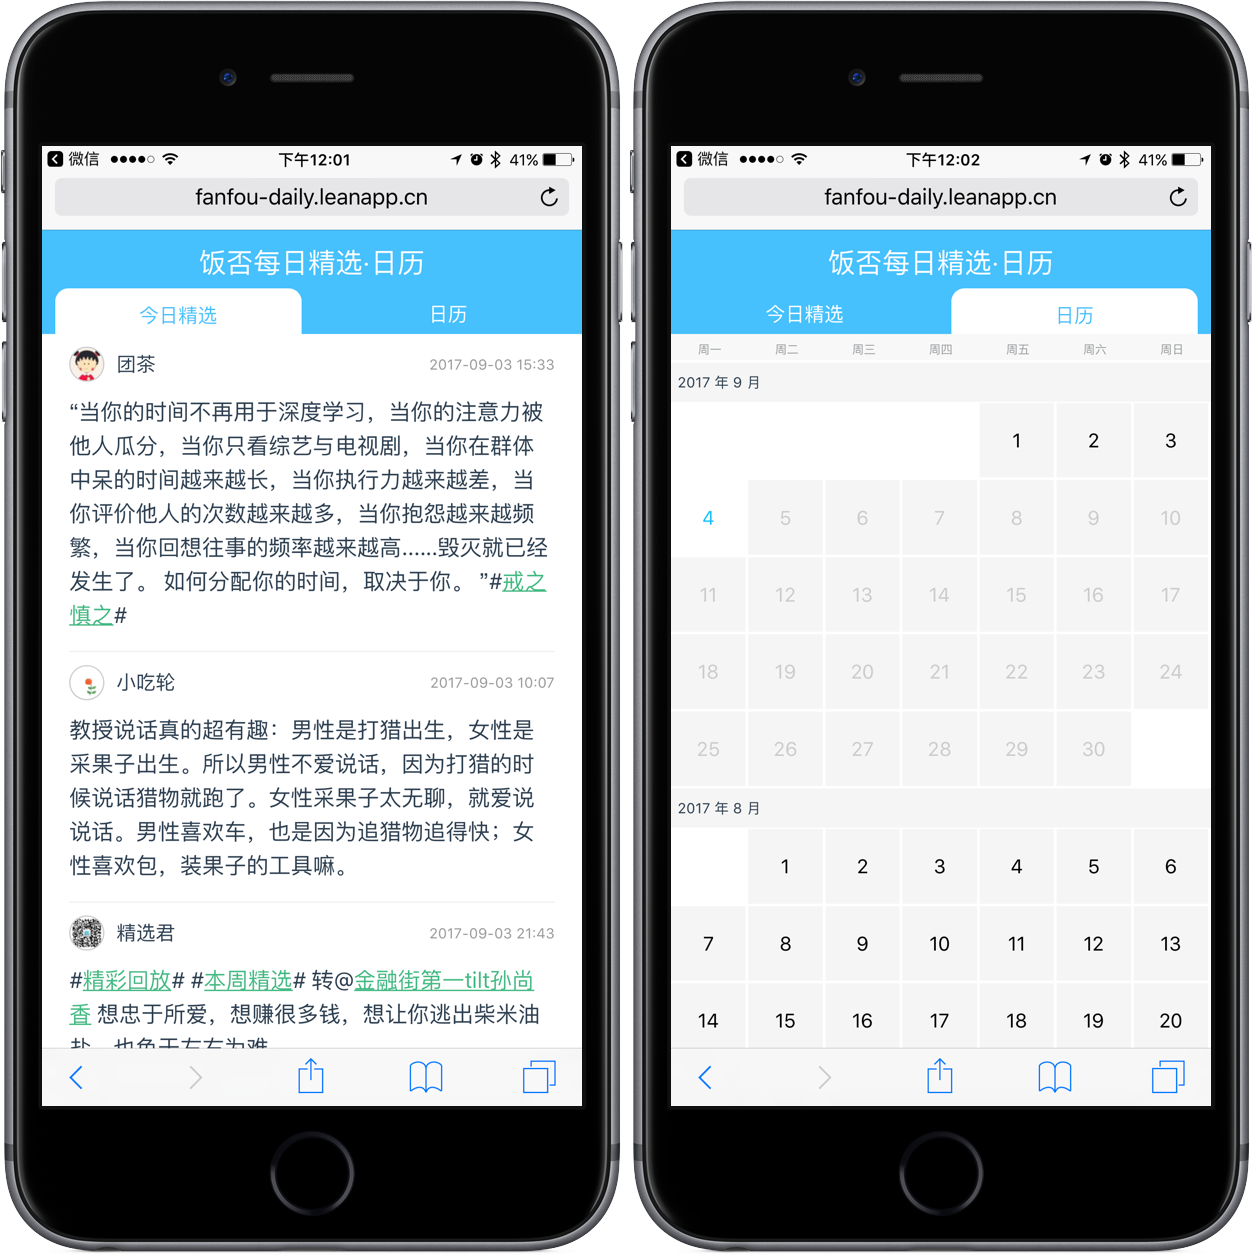 微信
下午12:01
41%
fanfou-daily.leanapp.cn
饭否每日精选·日历
今日精选 日历
团茶 2017-09-03 15:33
“当你的时间不再用于深度学习，当你的注意力被
他人瓜分，当你只看综艺与电视剧，当你在群体
中呆的时间越来越长，当你执行力越来越差，当
你评价他人的次数越来越多，当你抱怨越来越频
繁，当你回想往事的频率越来越高......毁灭就已经
发生了。 如何分配你的时间，取决于你。 ”#戒之
慎之#
小吃轮 2017-09-03 10:07
教授说话真的超有趣：男性是打猎出生，女性是
采果子出生。所以男性不爱说话，因为打猎的时
候说话猎物就跑了。女性采果子太无聊，就爱说
说话。男性喜欢车，也是因为追猎物追得快；女
性喜欢包，装果子的工具嘛。
精选君 2017-09-03 21:43
#精彩回放# #本周精选# 转@金融街第一tilt孙尚
香 想忠于所爱，想赚很多钱，想让你逃出柴米油
盐，也免于左右为难
微信
下午12:02
41%
fanfou-daily.leanapp.cn
饭否每日精选·日历
今日精选 日历
周一 周二 周三 周四 周五 周六 周日
2017 年 9 月
1 2 3
4 5 6 7 8 9 10
11 12 13 14 15 16 17
18 19 20 21 22 23 24
25 26 27 28 29 30
2017 年 8 月
1 2 3 4 5 6
7 8 9 10 11 12 13
14 15 16 17 18 19 20